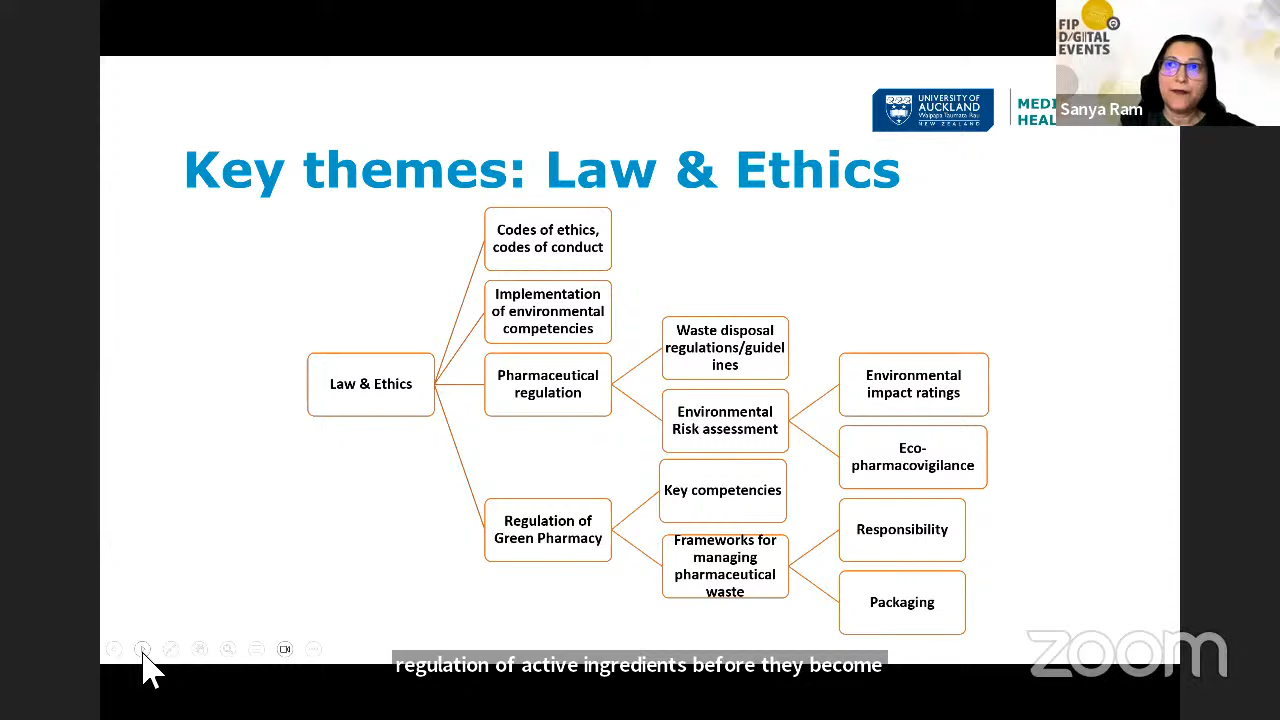 FIP
DIGITAL
EVENTS
Sanya Ram
UNIVERSITY OF
AUCKLAND
Waipapa Taumata Rau
NEW ZEALAND
MEDI
HEAL
Key themes: Law & Ethics
Codes of ethics,
codes of conduct
Implementation
of environmental
competencies
Waste disposal
regulations/guidel
ines
Law & Ethics
Pharmaceutical
regulation
Environmental
impact ratings
Environmental
Risk assessment
Eco-
pharmacovigilance
Key competencies
Regulation of
Green Pharmacy
Responsibility
Frameworks for
managing
pharmaceutical
waste
Packaging
zoom
regulation of active ingredients before they become